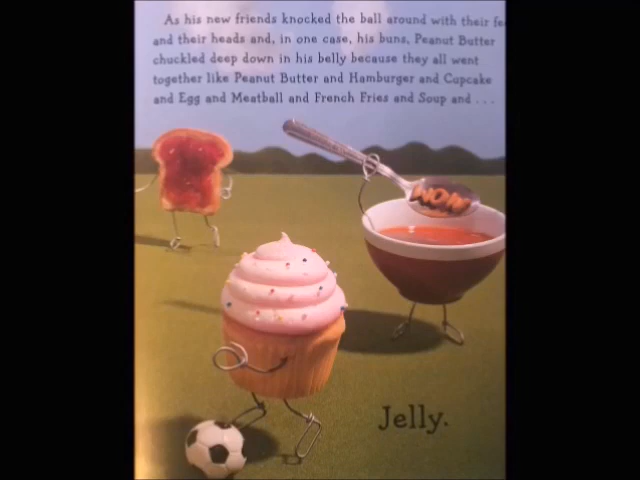 As his new friends knocked the ball around with their
and their heads and, in one case, his buns, Peanut Butter
chuckled deep down in his belly because they all went
together like Peanut Butter and Hamburger and Cupcake
and Egg and Meatball and French Fries and Soup and . . .
WOW
Jelly.